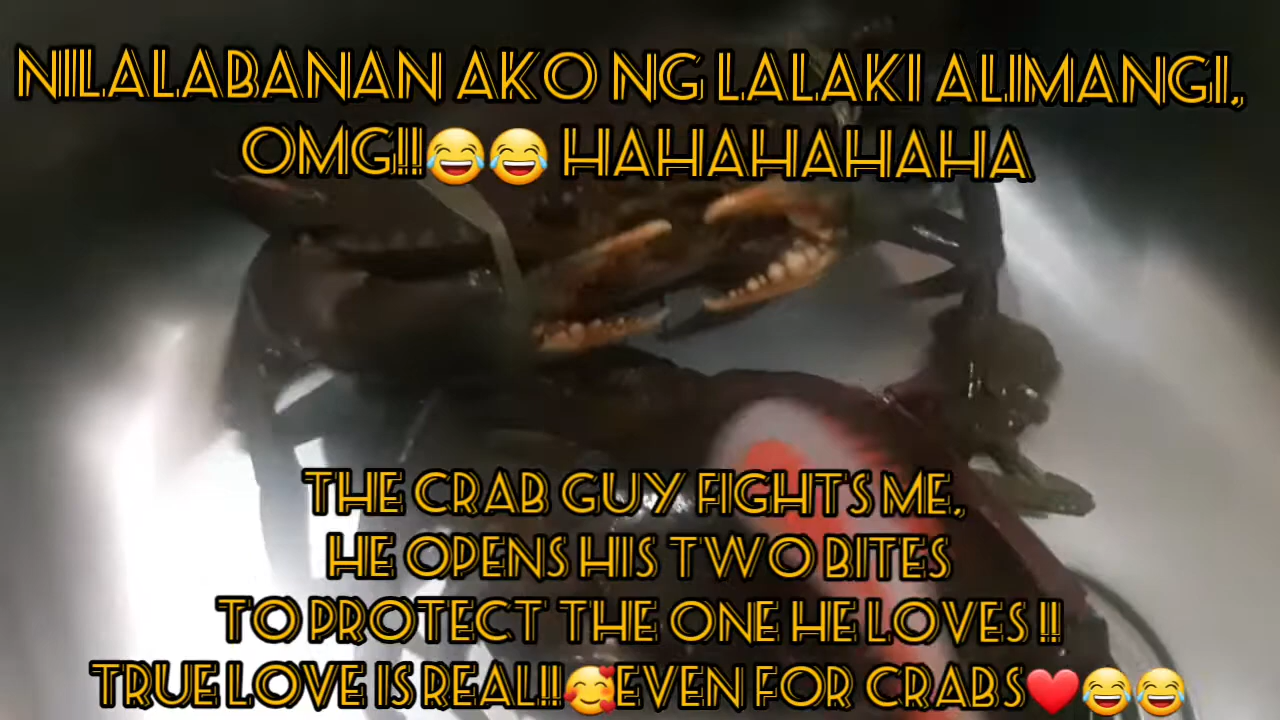 NILALABANAN AKO NG LALAKI ALIMANGI,
OMG!!😂😂 HAHAHAHAHA
THE CRAB GUY FIGHTS ME,
HE OPENS HIS TWO BITES
TO PROTECT THE ONE HE LOVES !!
TRUE LOVE IS REAL!!🥰EVEN FOR CRABS❤️😂😂